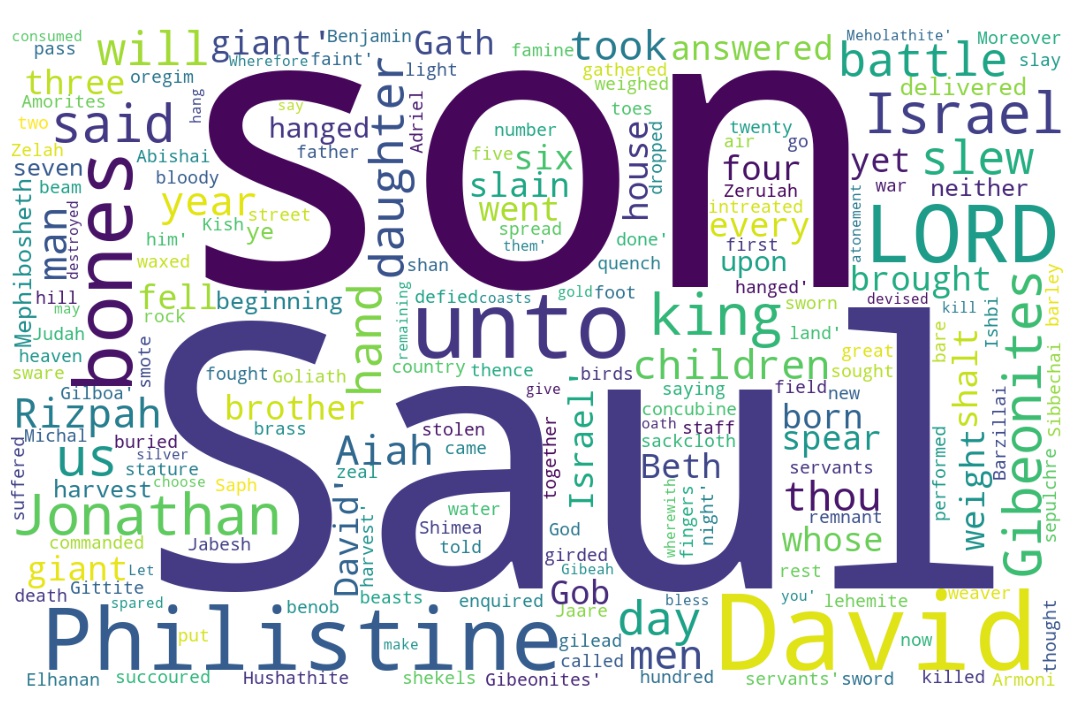 consumed
pass
will
giant'
Benjamin
Wherefore
faint'
Gath
famine
took
answered
Meholathite'
Moreover
slay
battle
three
oregim
light
gathered
weighed
delivered
Amorites
hang
say
son
toes
two
said
hanged
daughter
Adriel
number
house
dropped
twenty
Israel
Zelah
Abishai
father
five
six
air
go
yet
slew
seven
bloody
slain
four
war
neither
beam
bones
year
street
went
Zeruiah
intreated
Mephibosheth
man
destroyed
Kish
ye
spread
every
atonement
LORD
him'
them'
done'
first
waxed
shan
quench
upon
brought
hill
fell
beginning
remaining
defied
coasts
gold
foot
hanged'
sworn
devised
kill
may
rock
hand
unto
king
land'
bare
Ishbi
Gibeonites
barley
Judah
heaven
smote
Saul
country
thence
birds
children
great
sought
shalt
Sibbechai
sware
fought
Goliath
give
saying
field
new
Gilboa'
Rizpah
brother
Israel'
concubine
born
Michal
buried
brass
stolen
oath
staff
spear
suffered
us
silver
Aiah
came
together
sackcloth
weight
Barzillai
stature
zeal
Beth
servants
harvest
choose
Saph
David'
harvest'
water
wherewith
fingers
night'
thou
performed
sepulchre
Jonathan
Shimea
God
remnant
commanded
Jabesh
told
girded
whose
giant
Let
Gibeah
rest
death
Gittite
beasts
enquired
Gob
bless
you'
lehemite
weaver
spared
benob
Jaare
day
David
thought
Philistine
put
make
gilead
now
men
called
Elhanan
succoured
Hushathite
shekels
Gibeonites'
hundred
servants'
sword
killed
Armoni